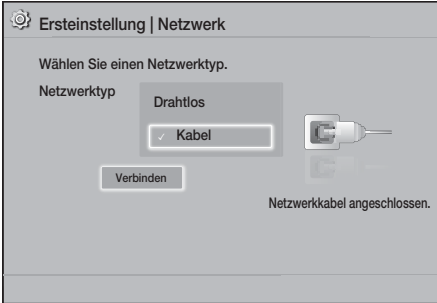 Ersteinstellung | Netzwerk
Wählen Sie einen Netzwerktyp.
Netzwerktyp
Drahtlos
✓ Kabel
Verbinden
Netzwerkkabel angeschlossen.